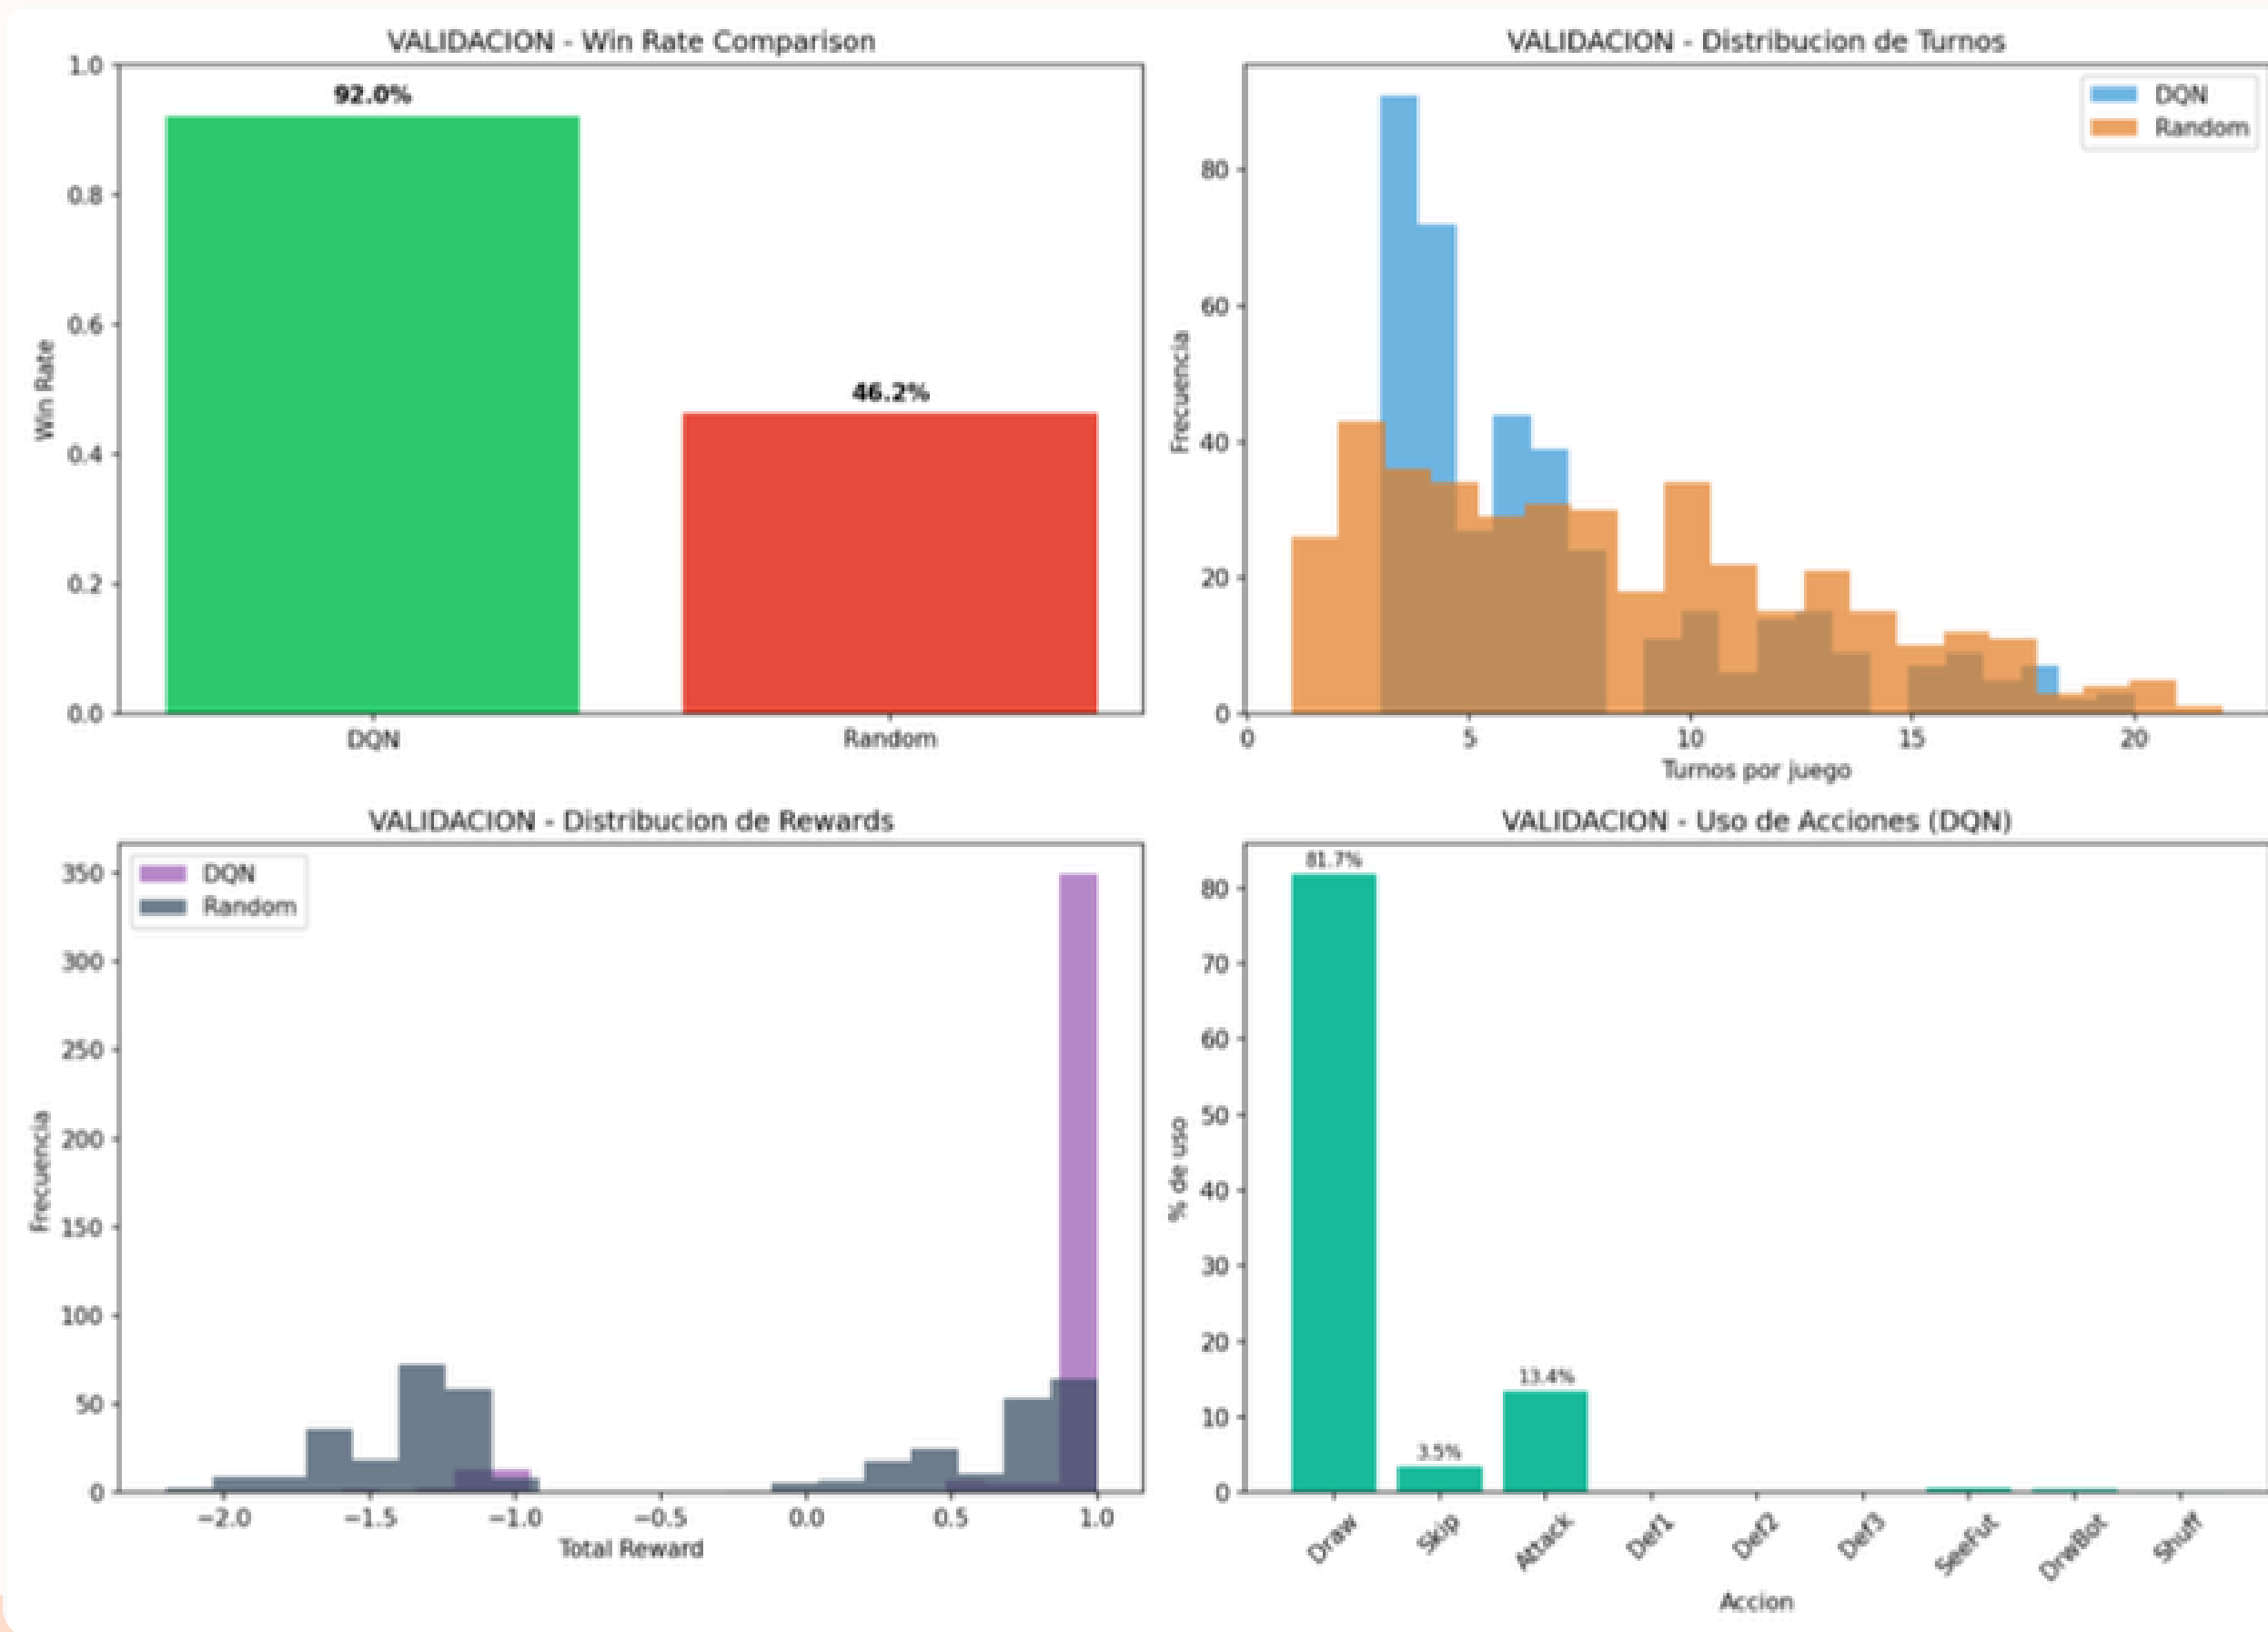 VALIDACION - Win Rate Comparison
1.0
0.8
0.6
0.4
0.2
0.0
Win Rate
92.0%
46.2%
DQN
Random
VALIDACION - Distribucion de Turnos
DQN
Random
80
60
40
20
0
Frecuencia
0 5 10 15 20
Turnos por juego
VALIDACION - Distribucion de Rewards
DQN
Random
350
300
250
200
150
100
50
0
Frecuencia
−2.0 −1.5 −1.0 −0.5 0.0 0.5 1.0
Total Reward
VALIDACION - Uso de Acciones (DQN)
81.7%
3.5%
13.4%
80
70
60
50
40
30
20
10
0
% de uso
Draw Skip Attack Def1 Def2 Def3 SeeFut DrwBot Shuff
Accion